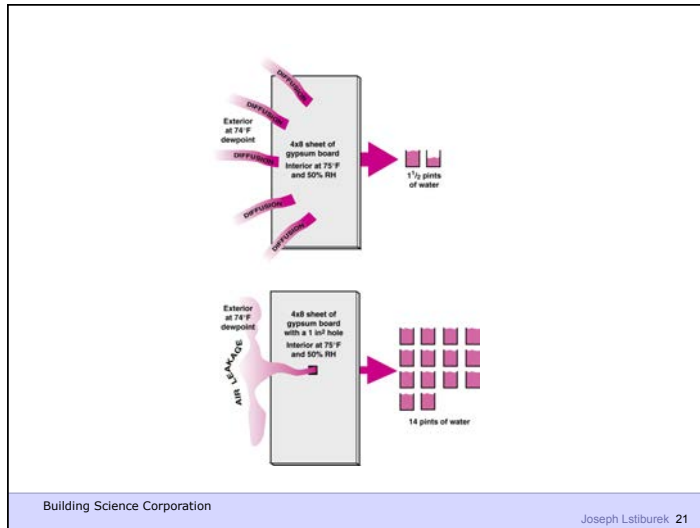 DIFFUSION
DIFFUSION
Exterior
at 74°F
dewpoint
DIFFUSION
4x8 sheet of
gypsum board
Interior at 75°F
and 50% RH
1 1/2 pints
of water
DIFFUSION
DIFFUSION
Exterior
at 74°F
dewpoint
AIR LEAKAGE
4x8 sheet of
gypsum board
with a 1 in² hole
Interior at 75°F
and 50% RH
14 pints of water
Building Science Corporation
Joseph Lstiburek 21